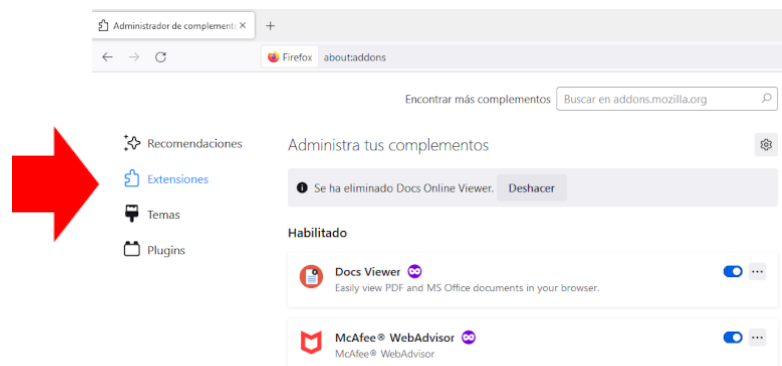 Administrador de complement
Firefox about:addons
Encontrar más complementos Buscar en addons.mozilla.org
Recomendaciones
Extensiones
Temas
Plugins
Administra tus complementos
Se ha eliminado Docs Online Viewer. Deshacer
Habilitado
Docs Viewer
Easily view PDF and MS Office documents in your browser.
McAfee® WebAdvisor
McAfee® WebAdvisor